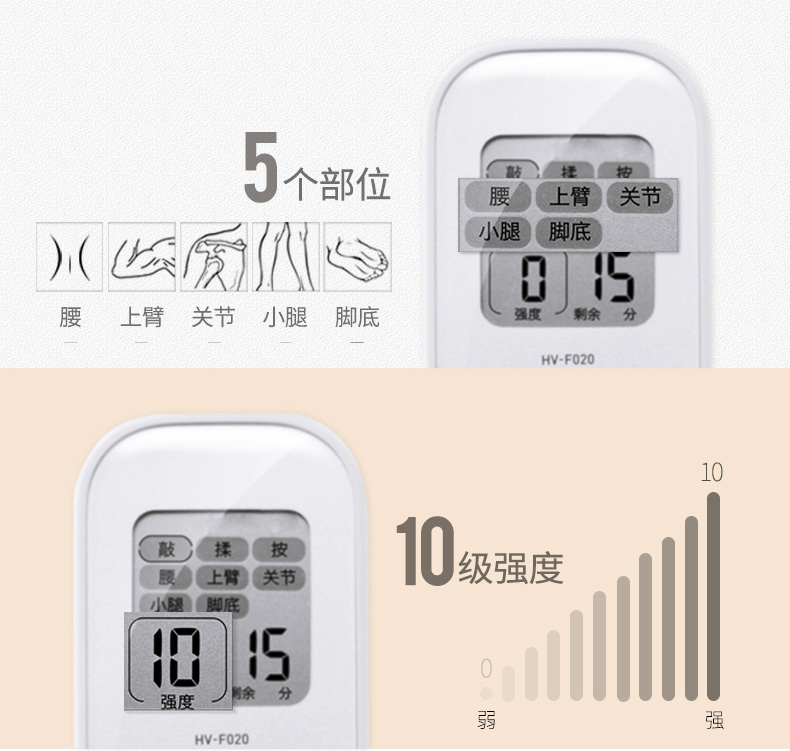 5个部位
腰 上臂 关节 小腿 脚底
敲 揉 按
腰 上臂 关节
小腿 脚底
0 15
强度 剩余 分
HV-F020
敲 揉 按
腰 上臂 关节
小腿 脚底
10 15
强度 剩余 分
HV-F020
10级强度
10
0
弱 强